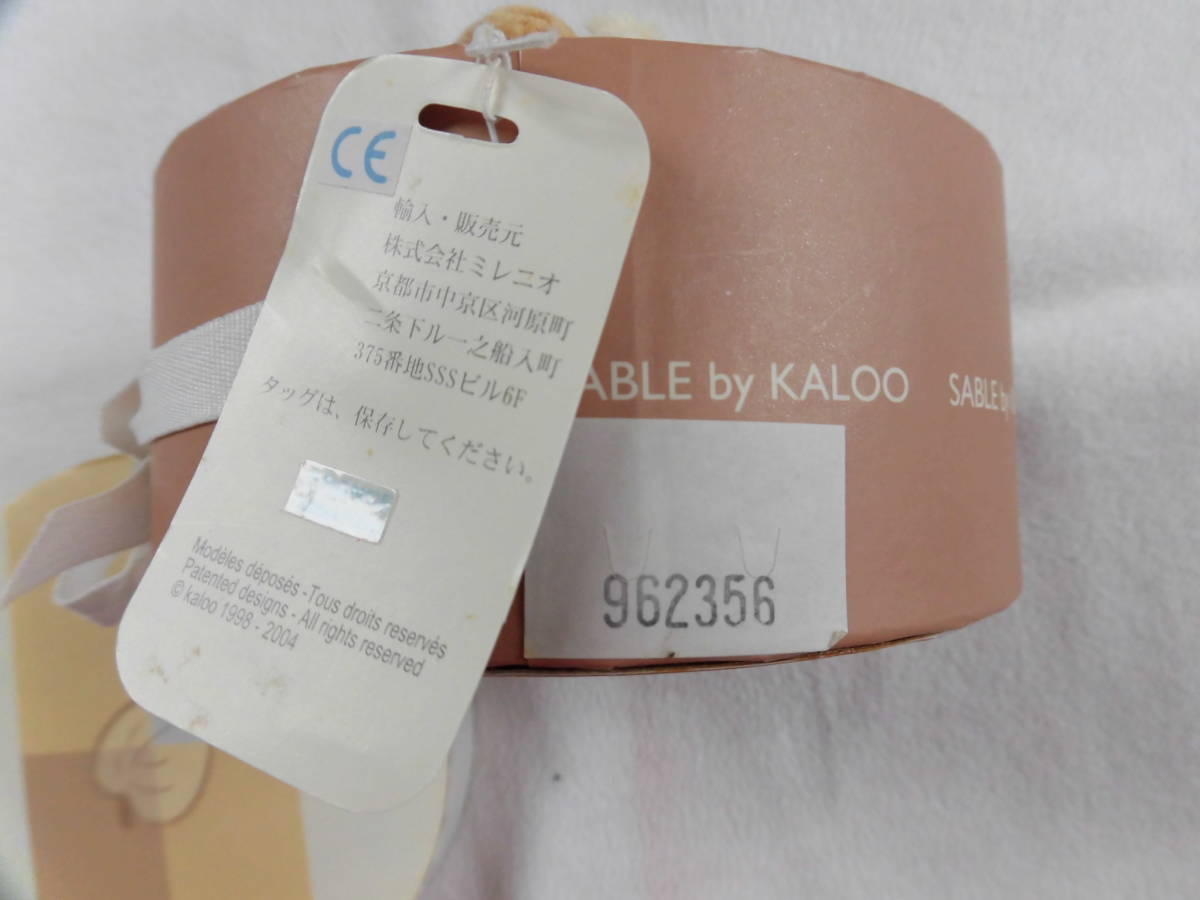 CE
輸入・販売元
株式会社ミレニオ
京都市中京区河原町
二条下ル一之船入町
375番地SSSビル6F
タッグは、保存してください。
Modèles déposés -Tous droits reservés
Patented designs - All rights reserved
© kaloo 1998 - 2004
ABLE by KALOO
SABLE by
962356